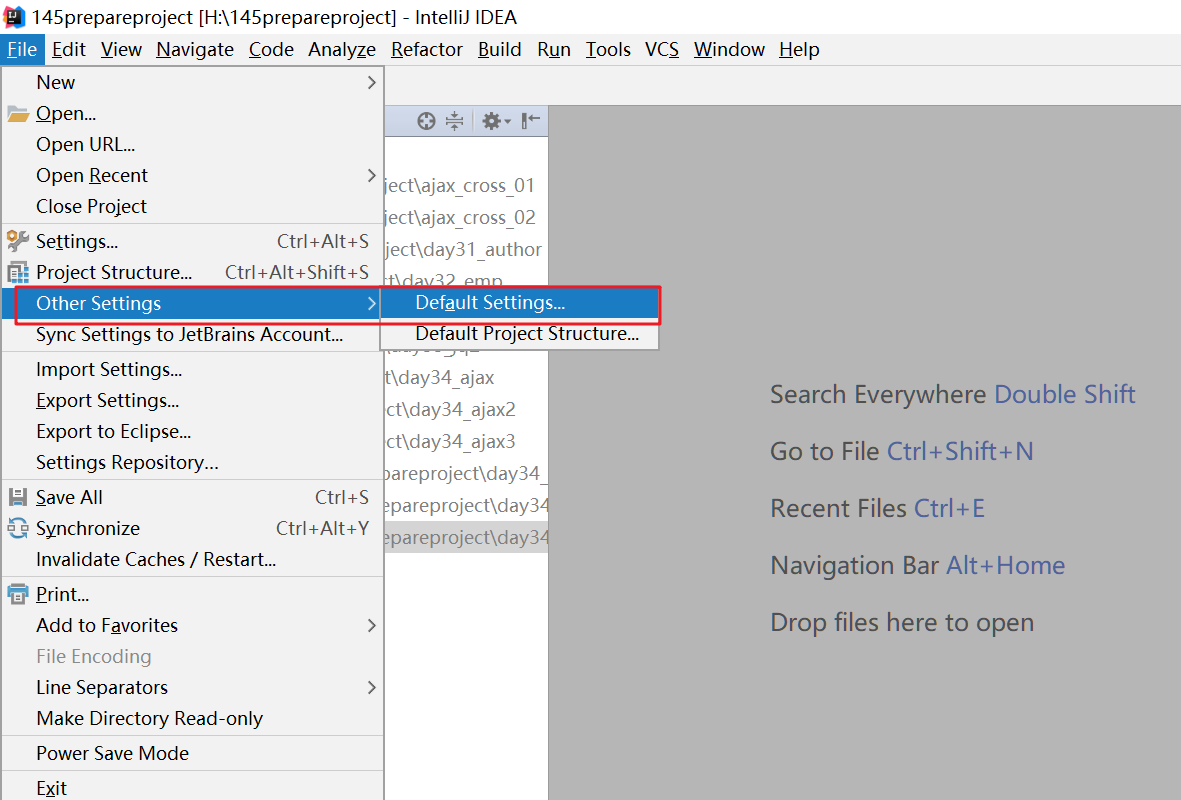 145prepareproject [H:\145prepareproject] - IntelliJ IDEA
File Edit View Navigate Code Analyze Refactor Build Run Tools VCS Window Help
New
Open...
Open URL...
Open Recent
Close Project
Settings... Ctrl+Alt+S
Project Structure... Ctrl+Alt+Shift+S
Other Settings
Sync Settings to JetBrains Account...
Import Settings...
Export Settings...
Export to Eclipse...
Settings Repository...
Save All Ctrl+S
Synchronize Ctrl+Alt+Y
Invalidate Caches / Restart...
Print...
Add to Favorites
File Encoding
Line Separators
Make Directory Read-only
Power Save Mode
Exit
Default Settings...
Default Project Structure...
ject\ajax_cross_01
ject\ajax_cross_02
ject\day31_author
ct\day32_emp
t\day34_ajax
ct\day34_ajax2
ct\day34_ajax3
pareproject\day34_
epareproject\day34
epareproject\day34
Search Everywhere Double Shift
Go to File Ctrl+Shift+N
Recent Files Ctrl+E
Navigation Bar Alt+Home
Drop files here to open